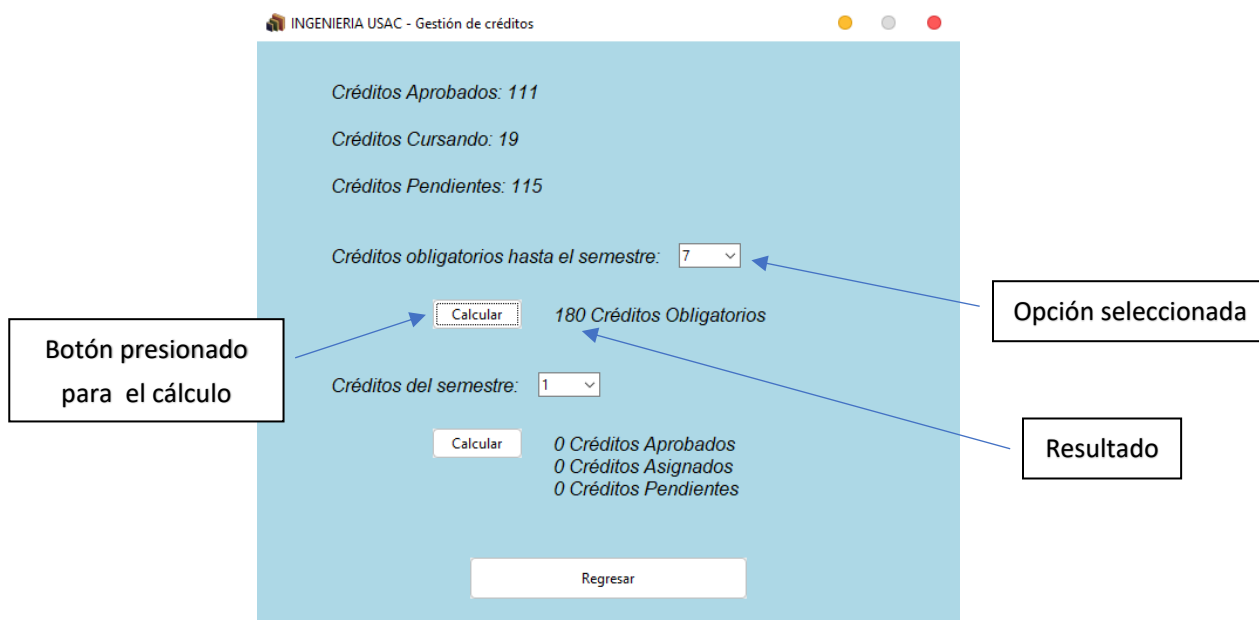 INGENIERIA USAC - Gestión de créditos
Créditos Aprobados: 111
Créditos Cursando: 19
Créditos Pendientes: 115
Créditos obligatorios hasta el semestre: 7
Opción seleccionada
Calcular 180 Créditos Obligatorios
Botón presionado
para el cálculo
Créditos del semestre: 1
Calcular 0 Créditos Aprobados
0 Créditos Asignados
0 Créditos Pendientes
Resultado
Regresar